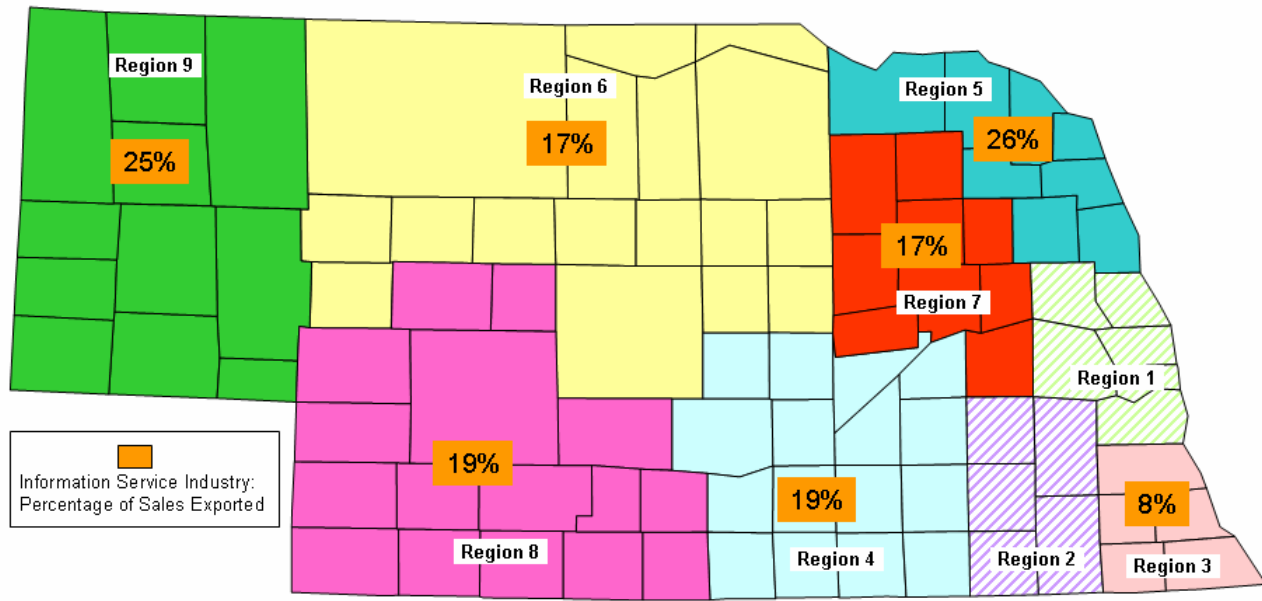 Region 9
Region 6
Region 5
25%
17%
26%
17%
Region 7
Region 1
19%
19%
8%
Region 8
Region 4
Region 2
Region 3
Information Service Industry:
Percentage of Sales Exported